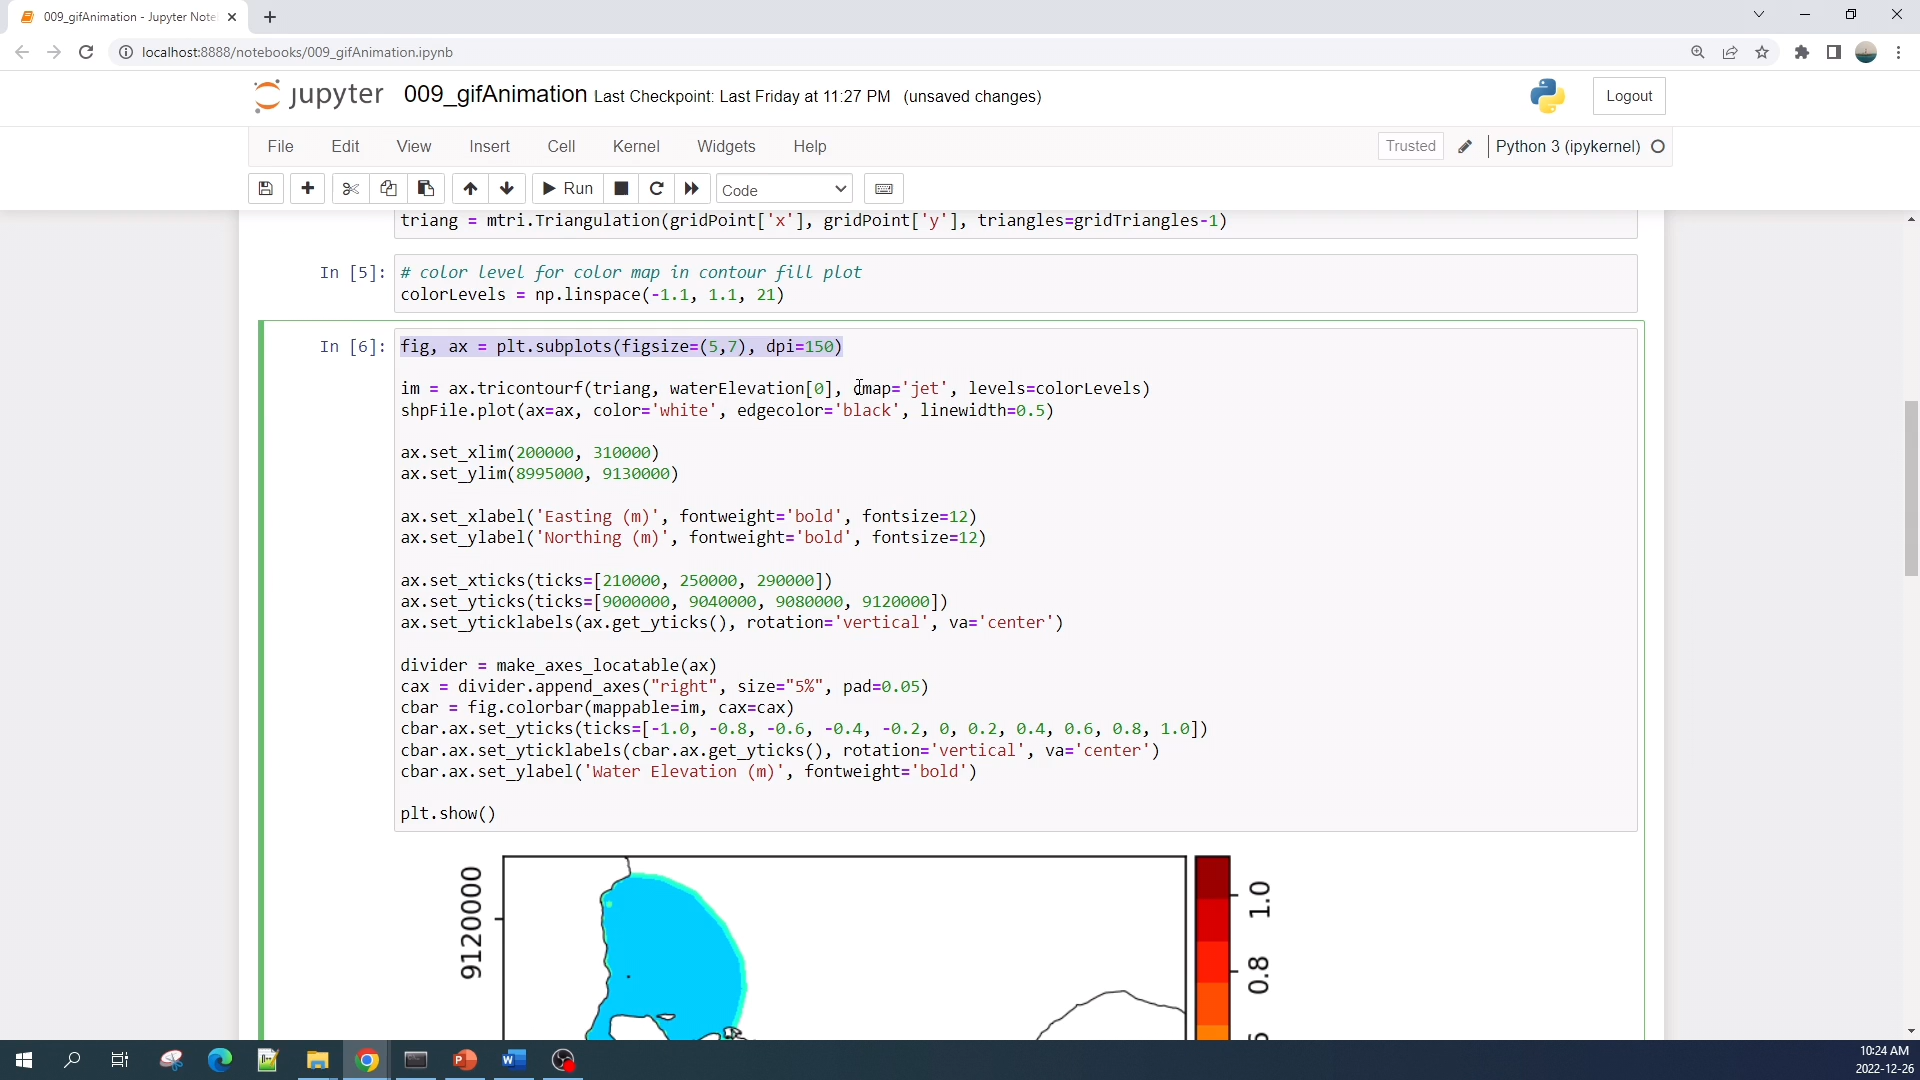 009_gifAnimation - Jupyter Note
localhost:8888/notebooks/009_gifAnimation.ipynb
jupyter 009_gifAnimation Last Checkpoint: Last Friday at 11:27 PM (unsaved changes)
Logout
File Edit View Insert Cell Kernel Widgets Help
Trusted Python 3 (ipykernel)
Run Code
triang = mtri.Triangulation(gridPoint['x'], gridPoint['y'], triangles=gridTriangles-1)
In [5]: # color level for color map in contour fill plot
colorLevels = np.linspace(-1.1, 1.1, 21)
In [6]: fig, ax = plt.subplots(figsize=(5,7), dpi=150)
im = ax.tricontourf(triang, waterElevation[0], cmap='jet', levels=colorLevels)
shpFile.plot(ax=ax, color='white', edgecolor='black', linewidth=0.5)
ax.set_xlim(200000, 310000)
ax.set_ylim(8995000, 9130000)
ax.set_xlabel('Easting (m)', fontweight='bold', fontsize=12)
ax.set_ylabel('Northing (m)', fontweight='bold', fontsize=12)
ax.set_xticks(ticks=[210000, 250000, 290000])
ax.set_yticks(ticks=[9000000, 9040000, 9080000, 9120000])
ax.set_yticklabels(ax.get_yticks(), rotation='vertical', va='center')
divider = make_axes_locatable(ax)
cax = divider.append_axes("right", size="5%", pad=0.05)
cbar = fig.colorbar(mappable=im, cax=cax)
cbar.ax.set_yticks(ticks=[-1.0, -0.8, -0.6, -0.4, -0.2, 0, 0.2, 0.4, 0.6, 0.8, 1.0])
cbar.ax.set_yticklabels(cbar.ax.get_yticks(), rotation='vertical', va='center')
cbar.ax.set_ylabel('Water Elevation (m)', fontweight='bold')
plt.show()
9120000
1.0
0.8
10:24 AM
2022-12-26